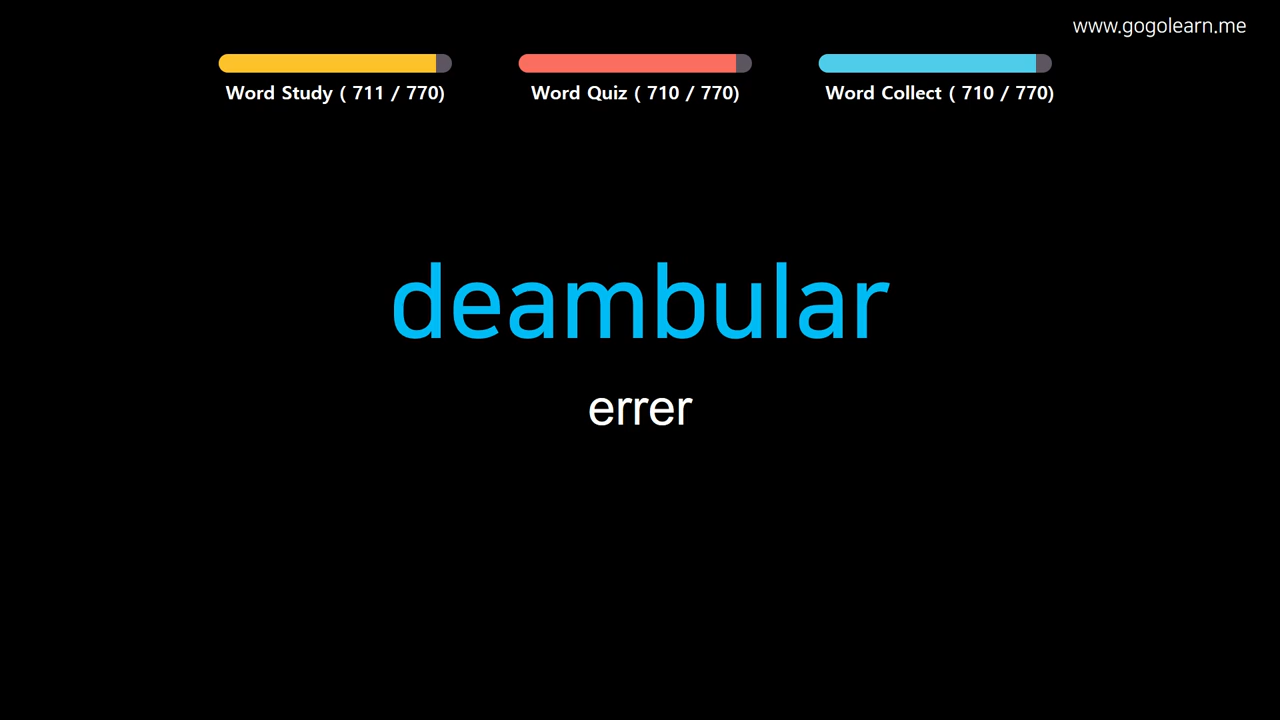 www.gogolearn.me
Word Study ( 711 / 770)
Word Quiz ( 710 / 770)
Word Collect ( 710 / 770)
deambular
errer